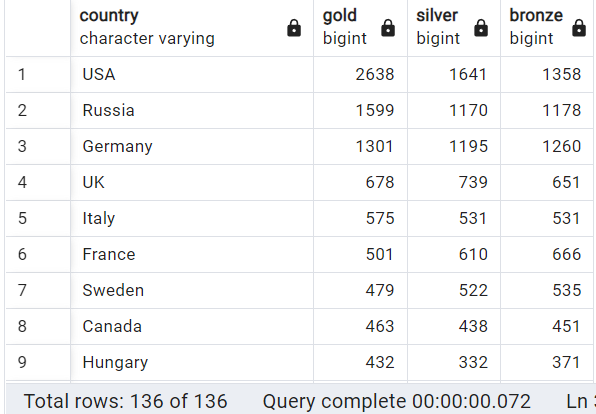 country gold silver bronze
character varying bigint bigint bigint
1 USA 2638 1641 1358
2 Russia 1599 1170 1178
3 Germany 1301 1195 1260
4 UK 678 739 651
5 Italy 575 531 531
6 France 501 610 666
7 Sweden 479 522 535
8 Canada 463 438 451
9 Hungary 432 332 371
Total rows: 136 of 136 Query complete 00:00:00.072 Ln